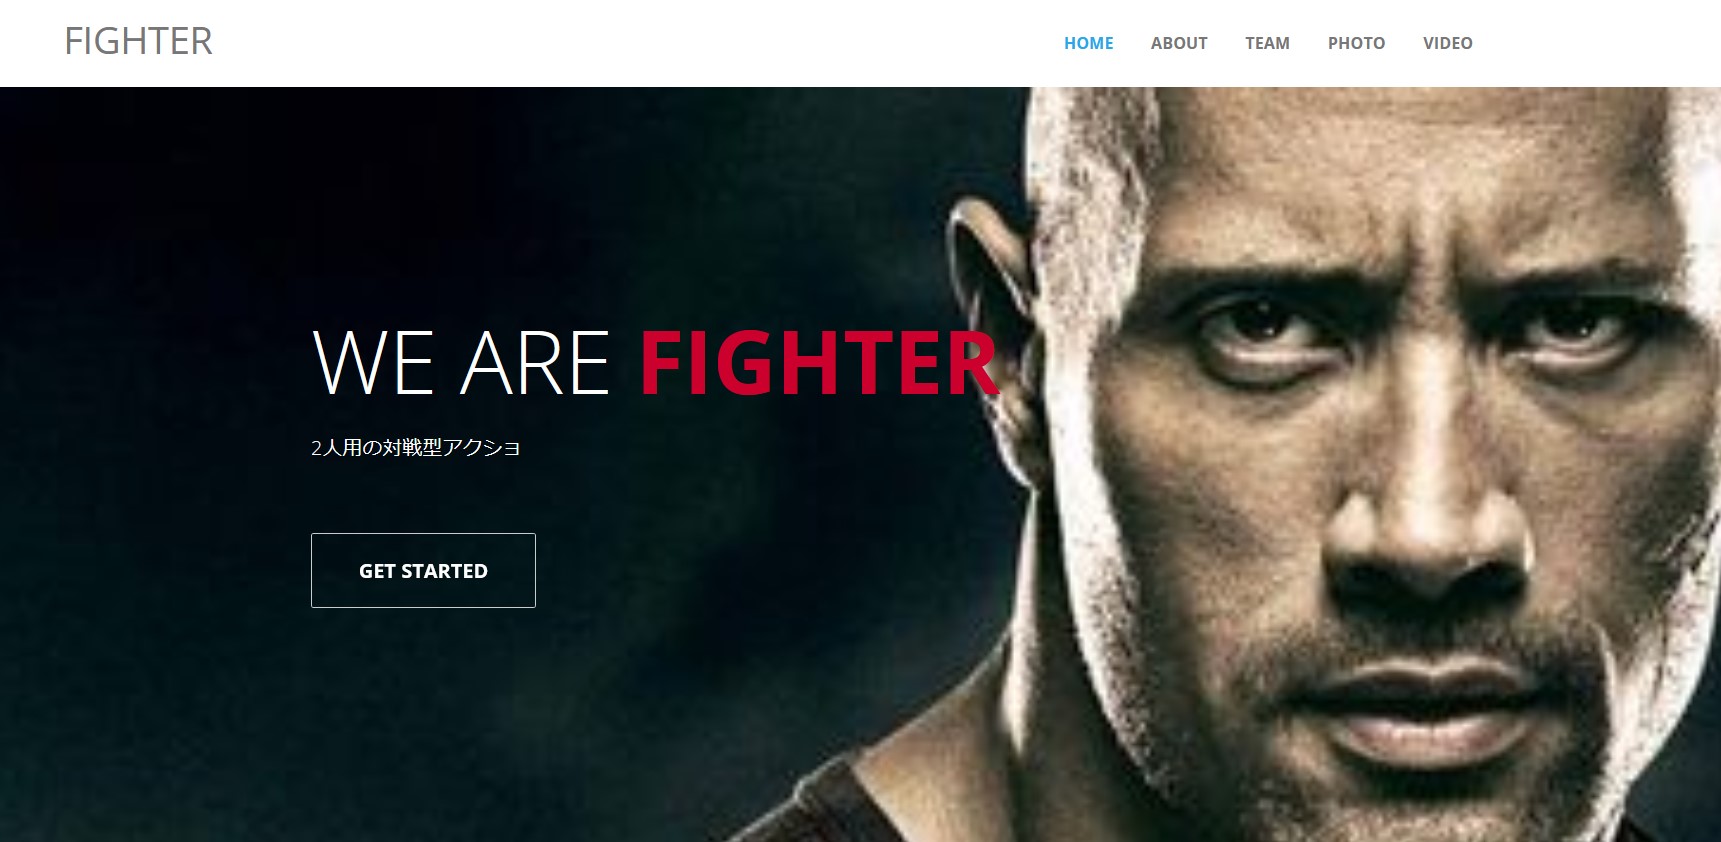 FIGHTER
HOME ABOUT TEAM PHOTO VIDEO
WE ARE FIGHTER
2人用の対戦型アクショ
GET STARTED